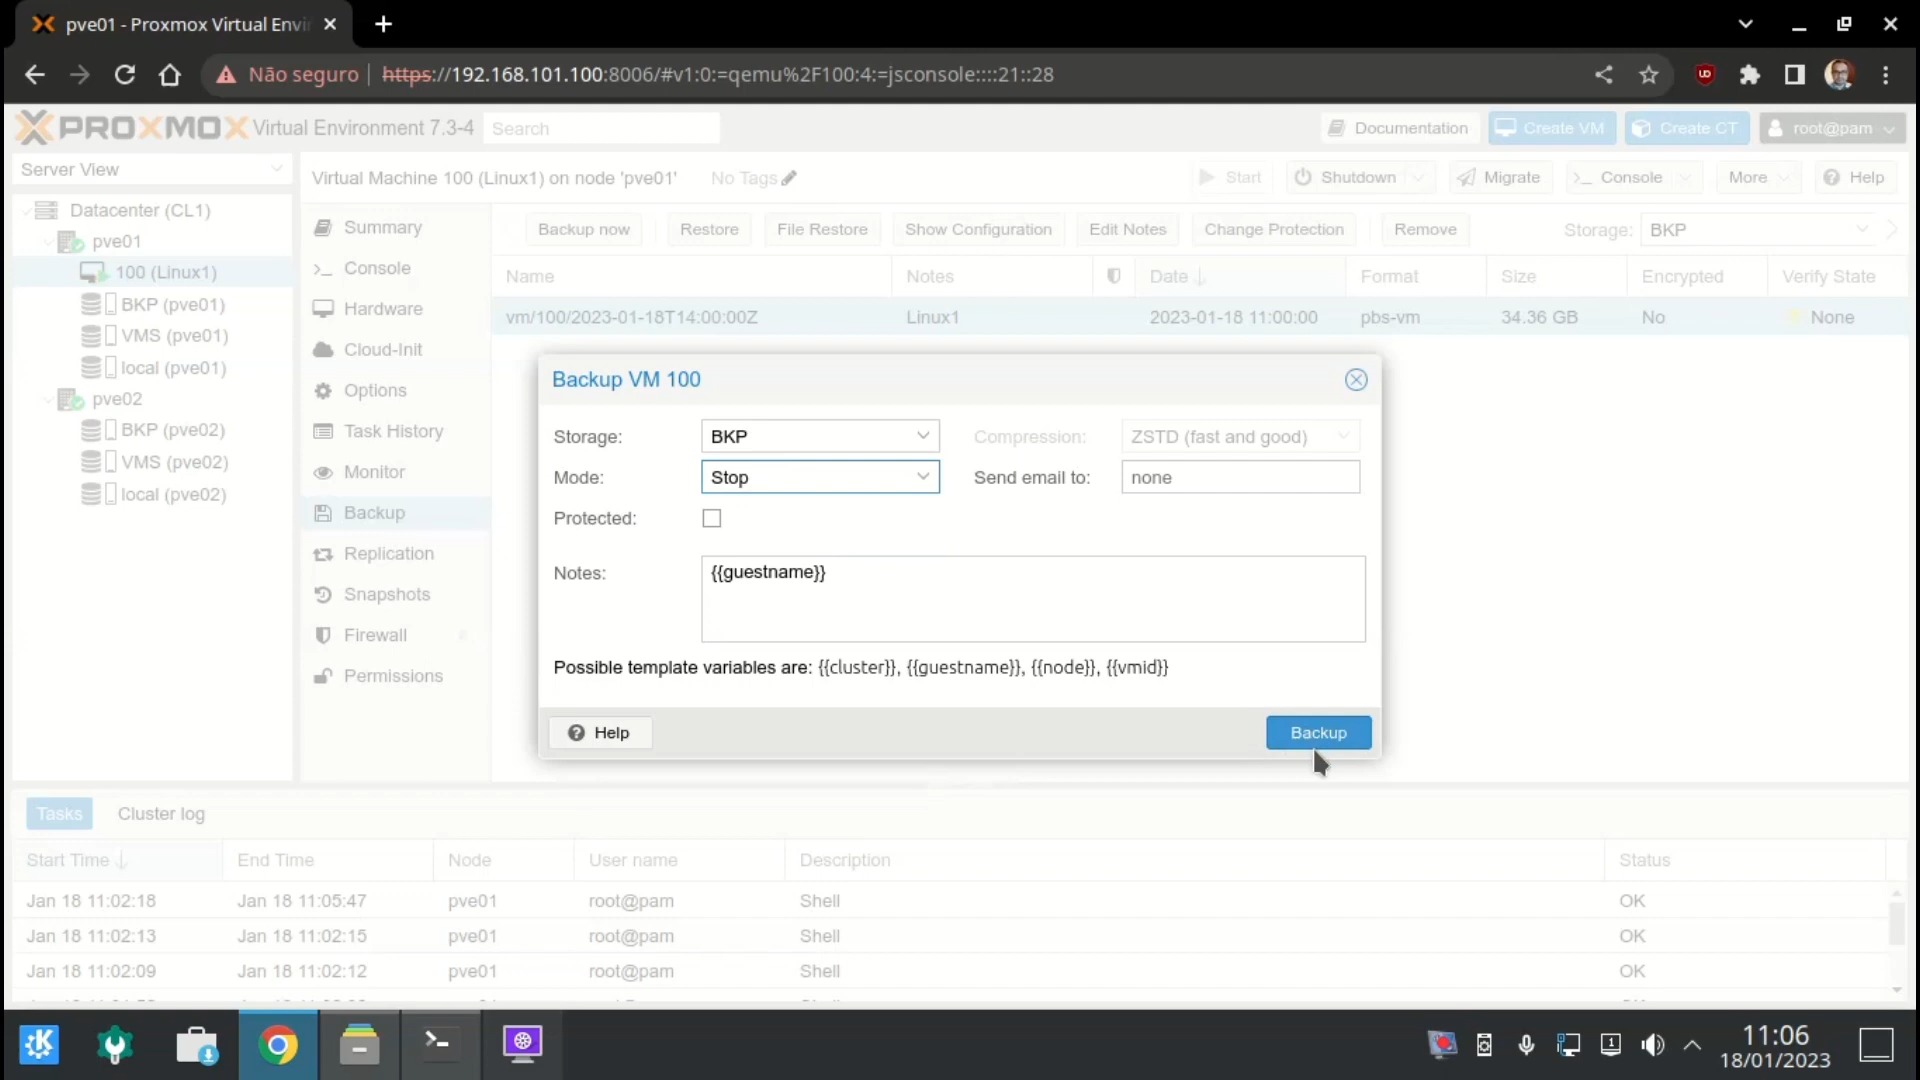 pve01 - Proxmox Virtual Envi
Não seguro https://192.168.101.100:8006/#v1:0:=qemu%2F100:4:=jsconsole::::21::28
PROXMOX Virtual Environment 7.3-4 Search Documentation Create VM Create CT root@pam
Server View
Virtual Machine 100 (Linux1) on node 'pve01' No Tags Start Shutdown Migrate Console More Help
Datacenter (CL1)
pve01
100 (Linux1)
BKP (pve01)
VMS (pve01)
local (pve01)
pve02
BKP (pve02)
VMS (pve02)
local (pve02)
Summary
Console
Hardware
Cloud-Init
Options
Task History
Monitor
Backup
Replication
Snapshots
Firewall
Permissions
Backup now Restore File Restore Show Configuration Edit Notes Change Protection Remove Storage: BKP
Name Notes Date Format Size Encrypted Verify State
vm/100/2023-01-18T14:00:00Z Linux1 2023-01-18 11:00:00 pbs-vm 34.36 GB No None
Backup VM 100
Storage: BKP Compression: ZSTD (fast and good)
Mode: Stop Send email to: none
Protected:
Notes: {{guestname}}
Possible template variables are: {{cluster}}, {{guestname}}, {{node}}, {{vmid}}
Help Backup
Tasks Cluster log
Start Time End Time Node User name Description Status
Jan 18 11:02:18 Jan 18 11:05:47 pve01 root@pam Shell OK
Jan 18 11:02:13 Jan 18 11:02:15 pve01 root@pam Shell OK
Jan 18 11:02:09 Jan 18 11:02:12 pve01 root@pam Shell OK
11:06
18/01/2023